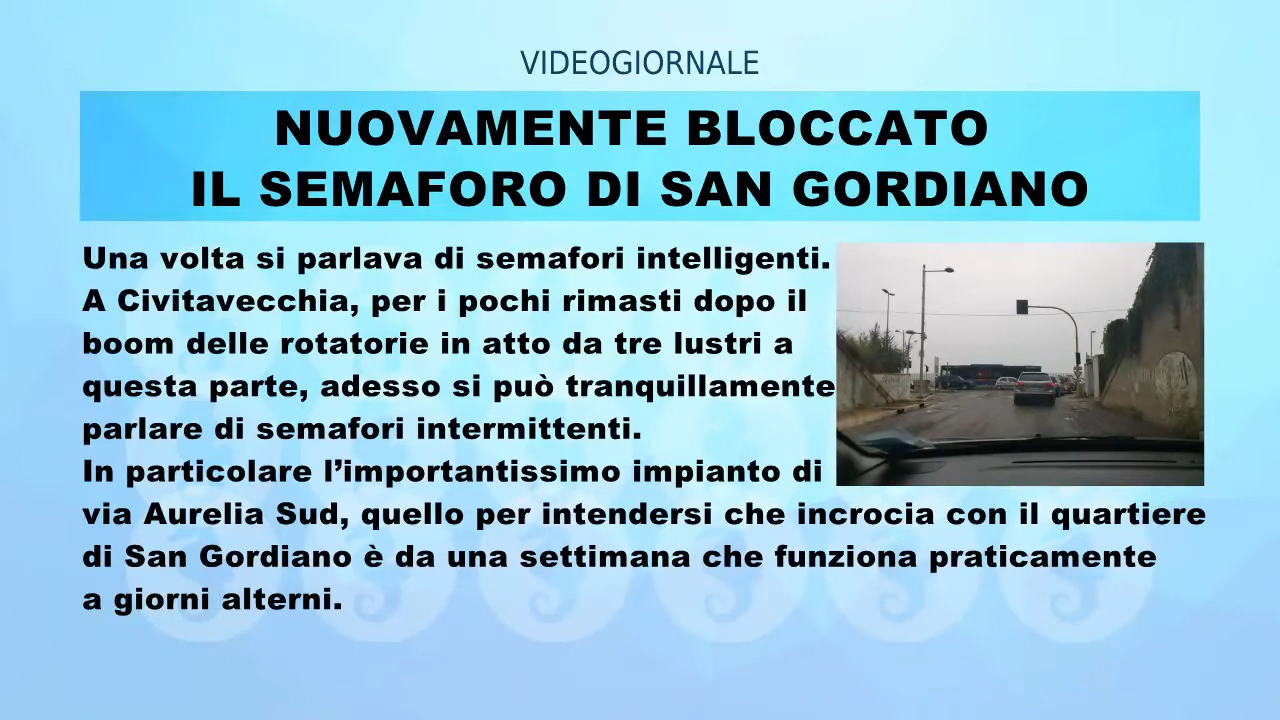 VIDEOGIORNALE
NUOVAMENTE BLOCCATO
IL SEMAFORO DI SAN GORDIANO
Una volta si parlava di semafori intelligenti.
A Civitavecchia, per i pochi rimasti dopo il
boom delle rotatorie in atto da tre lustri a
questa parte, adesso si può tranquillamente
parlare di semafori intermittenti.
In particolare l’importantissimo impianto di
via Aurelia Sud, quello per intendersi che incrocia con il quartiere
di San Gordiano è da una settimana che funziona praticamente
a giorni alterni.